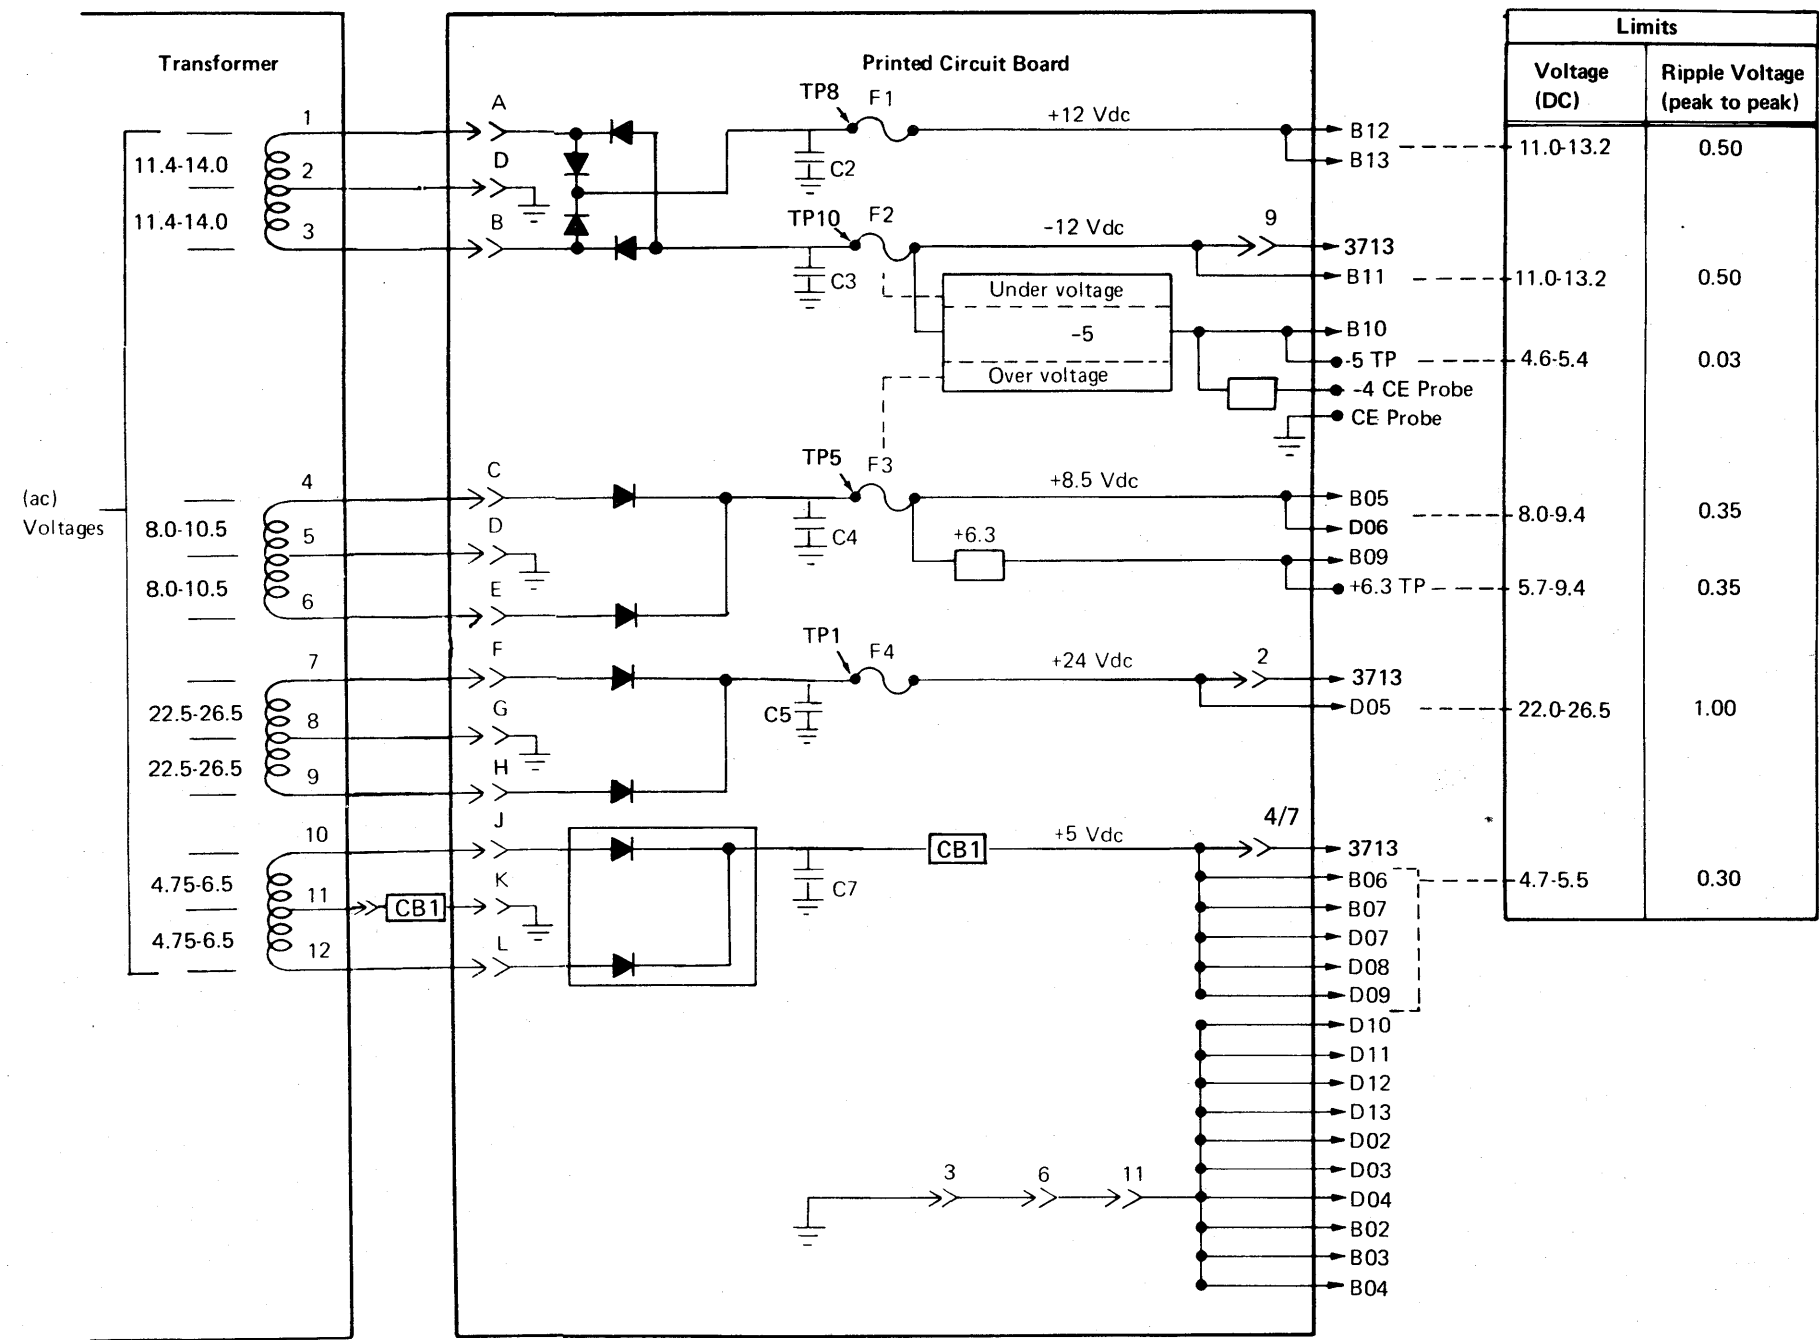 Transformer
Printed Circuit Board
Limits
Voltage (DC)
Ripple Voltage (peak to peak)
(ac) Voltages
1
11.4-14.0
2
11.4-14.0
3
A
D
B
TP8
F1
C2
+12 Vdc
B12
B13
11.0-13.2
0.50
TP10
F2
C3
-12 Vdc
9
3713
B11
11.0-13.2
0.50
Under voltage
-5
Over voltage
B10
-5 TP
4.6-5.4
0.03
-4 CE Probe
CE Probe
4
8.0-10.5
5
8.0-10.5
6
C
D
E
TP5
F3
C4
+8.5 Vdc
B05
D06
8.0-9.4
0.35
+6.3
B09
+6.3 TP
5.7-9.4
0.35
7
22.5-26.5
8
22.5-26.5
9
F
G
H
TP1
F4
C5
+24 Vdc
2
3713
D05
22.0-26.5
1.00
10
4.75-6.5
11
4.75-6.5
12
CB1
J
K
L
C7
CB1
+5 Vdc
4/7
3713
B06
4.7-5.5
0.30
B07
D07
D08
D09
D10
D11
D12
D13
D02
D03
3
6
11
D04
B02
B03
B04